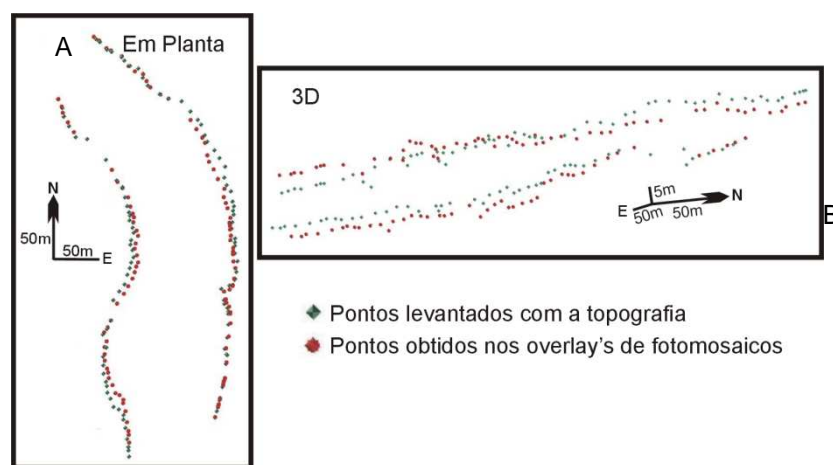 A
Em Planta
N
50m
50m
E
3D
5m
N
E
50m
50m
B
Pontos levantados com a topografia
Pontos obtidos nos overlay's de fotomosaicos